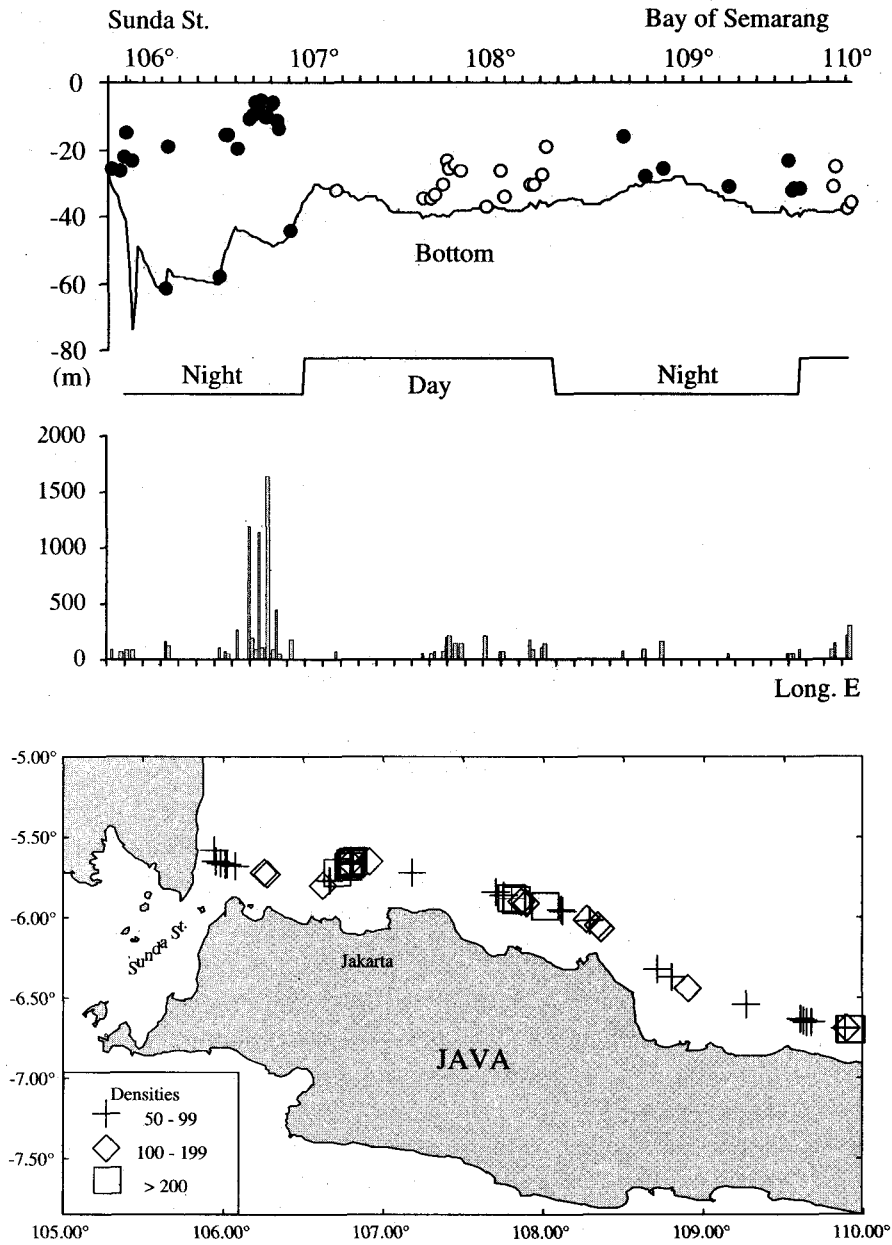 Sunda St. Bay of Semarang
106° 107° 108° 109° 110°
0
-20
-40
-60
-80
(m)
Bottom
Night Day Night
2000
1500
1000
500
0
Long. E
-5.00°
-5.50°
-6.00°
-6.50°
-7.00°
-7.50°
Sunda St.
Jakarta
JAVA
Densities
50 - 99
100 - 199
> 200
105.00° 106.00° 107.00° 108.00° 109.00° 110.00°